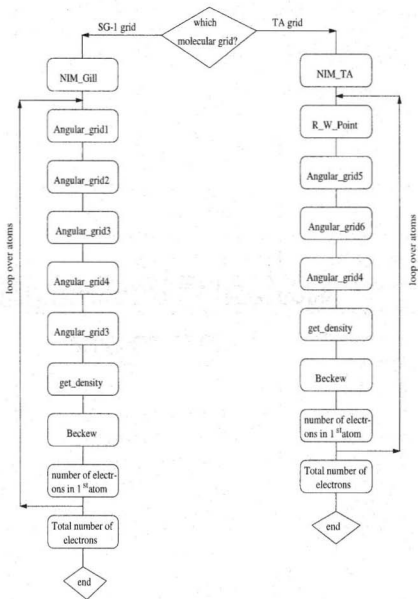 which
molecular grid?
SG-1 grid
TA grid
NIM_Gill
Angular_grid1
Angular_grid2
Angular_grid3
Angular_grid4
Angular_grid3
get_density
Beckew
number of electr-
ons in 1 st atom
Total number of
electrons
end
loop over atoms
NIM_TA
R_W_Point
Angular_grid5
Angular_grid6
Angular_grid4
get_density
Beckew
number of electr-
ons in 1 st atom
Total number of
electrons
end
loop over atoms